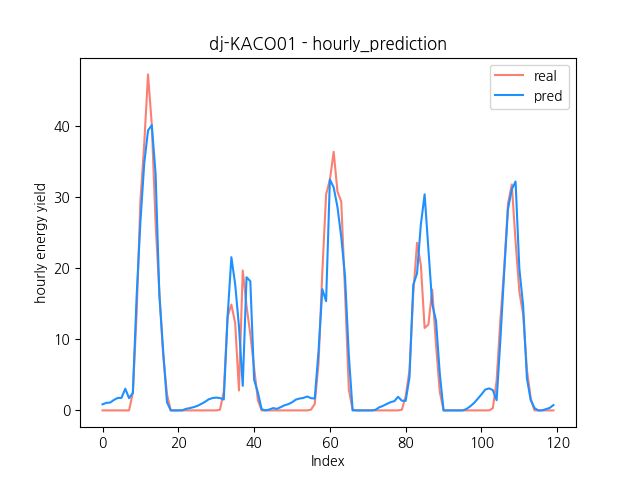 dj-KACO01 - hourly_prediction
real
pred
hourly energy yield
40
30
20
10
0
0 20 40 60 80 100 120
Index